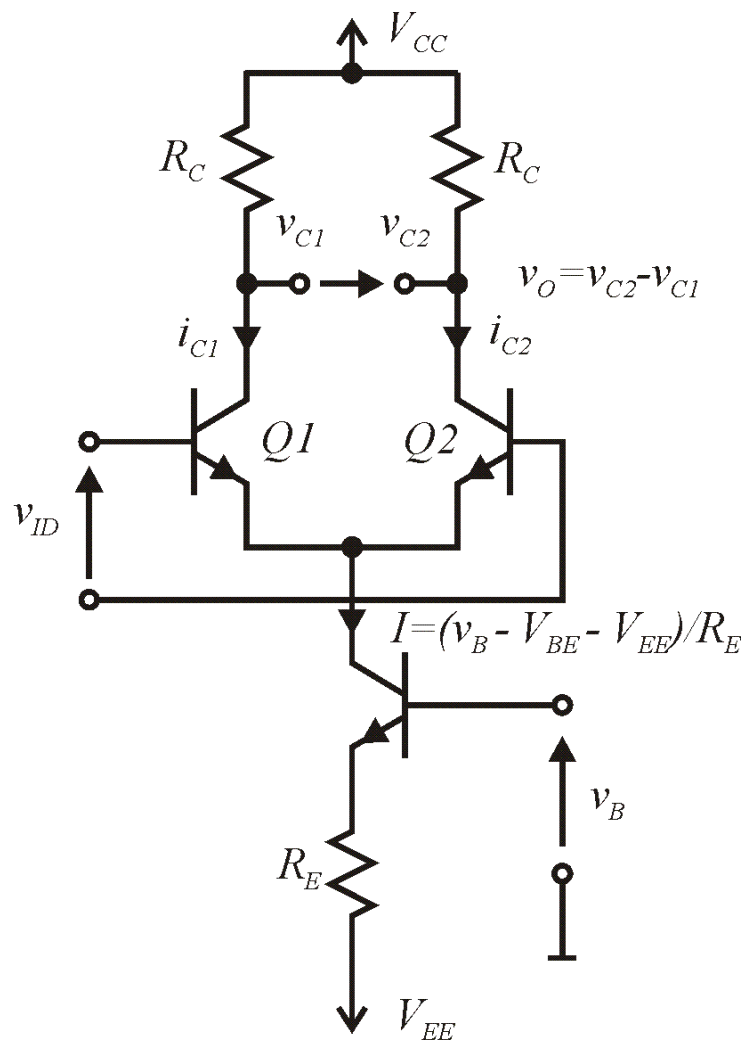 V_CC
R_C R_C
v_C1 v_C2
v_O=v_C2-v_C1
i_C1 i_C2
Q1 Q2
v_ID
I=(v_B - V_BE - V_EE)/R_E
v_B
R_E
V_EE